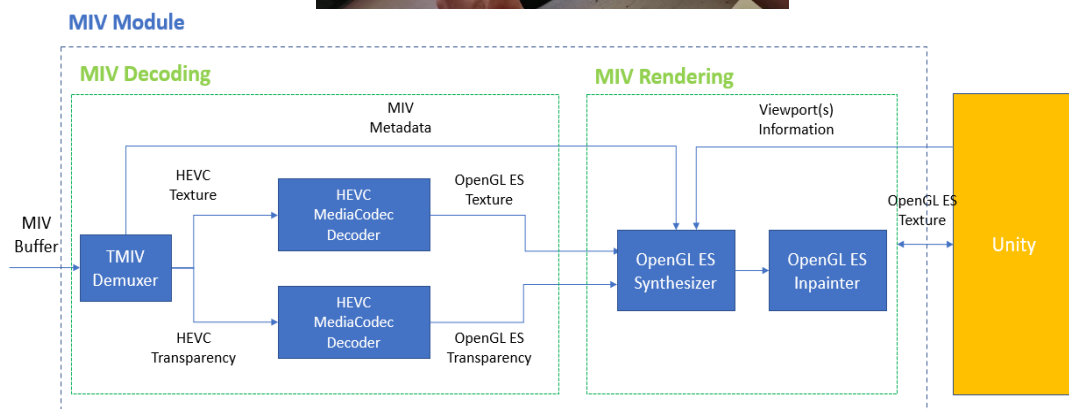 MIV Module
MIV Decoding
MIV Rendering
MIV
Metadata
Viewport(s)
Information
HEVC
Texture
HEVC
MediaCodec
Decoder
OpenGL ES
Texture
OpenGL ES
Texture
MIV
Buffer
TMIV
Demuxer
OpenGL ES
Synthesizer
OpenGL ES
Inpainter
Unity
HEVC
Transparency
HEVC
MediaCodec
Decoder
OpenGL ES
Transparency